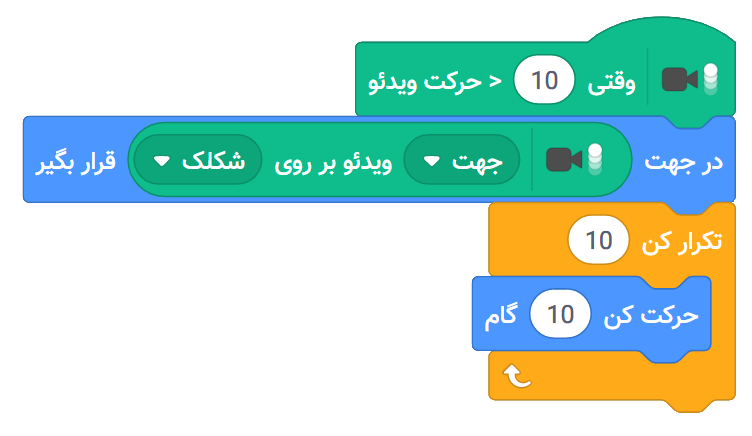 وقتی 10 < حرکت ویدئو
در جهت جهت ویدئو بر روی شکلک قرار بگیر
تکرار کن 10
حرکت کن 10 گام